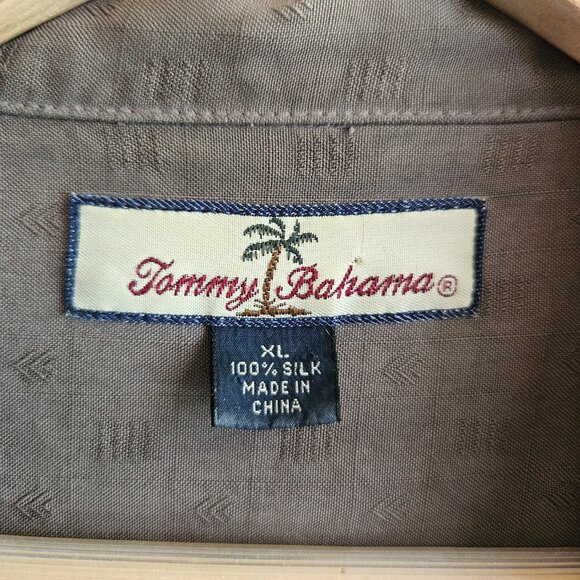 Tommy Bahama®
XL
100% SILK
MADE IN
CHINA